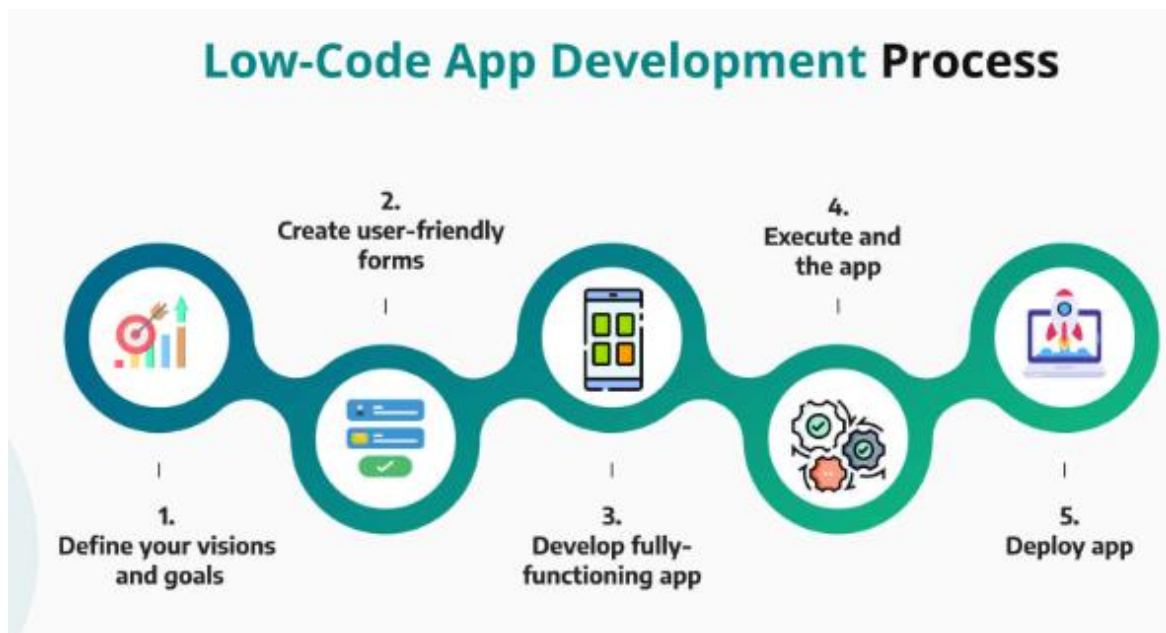 Low-Code App Development Process
1.
Define your visions
and goals
2.
Create user-friendly
forms
3.
Develop fully-
functioning app
4.
Execute and
the app
5.
Deploy app